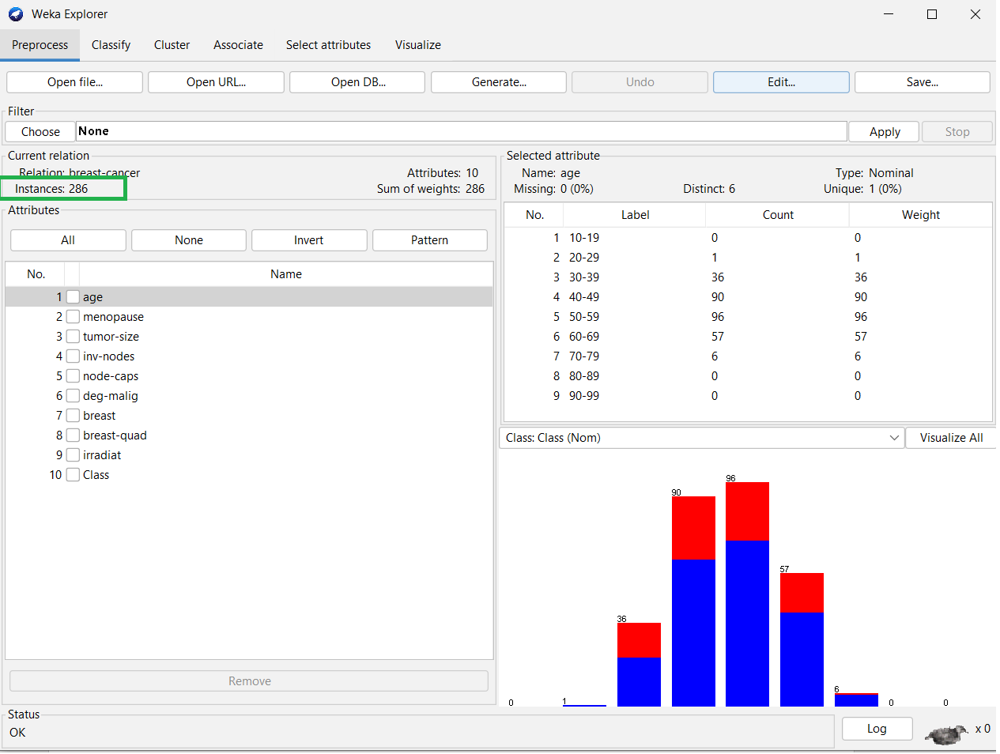 Weka Explorer
Preprocess Classify Cluster Associate Select attributes Visualize
Open file... Open URL... Open DB... Generate... Undo Edit... Save...
Filter
Choose None Apply Stop
Current relation
Relation: breast-cancer Attributes: 10
Instances: 286 Sum of weights: 286
Attributes
All None Invert Pattern
No. Name
1 age
2 menopause
3 tumor-size
4 inv-nodes
5 node-caps
6 deg-malig
7 breast
8 breast-quad
9 irradiat
10 Class
Remove
Selected attribute
Name: age Type: Nominal
Missing: 0 (0%) Distinct: 6 Unique: 1 (0%)
No. Label Count Weight
1 10-19 0 0
2 20-29 1 1
3 30-39 36 36
4 40-49 90 90
5 50-59 96 96
6 60-69 57 57
7 70-79 6 6
8 80-89 0 0
9 90-99 0 0
Class: Class (Nom) Visualize All
0 1 36 90 96 57 6 0 0
Status
OK
Log x 0